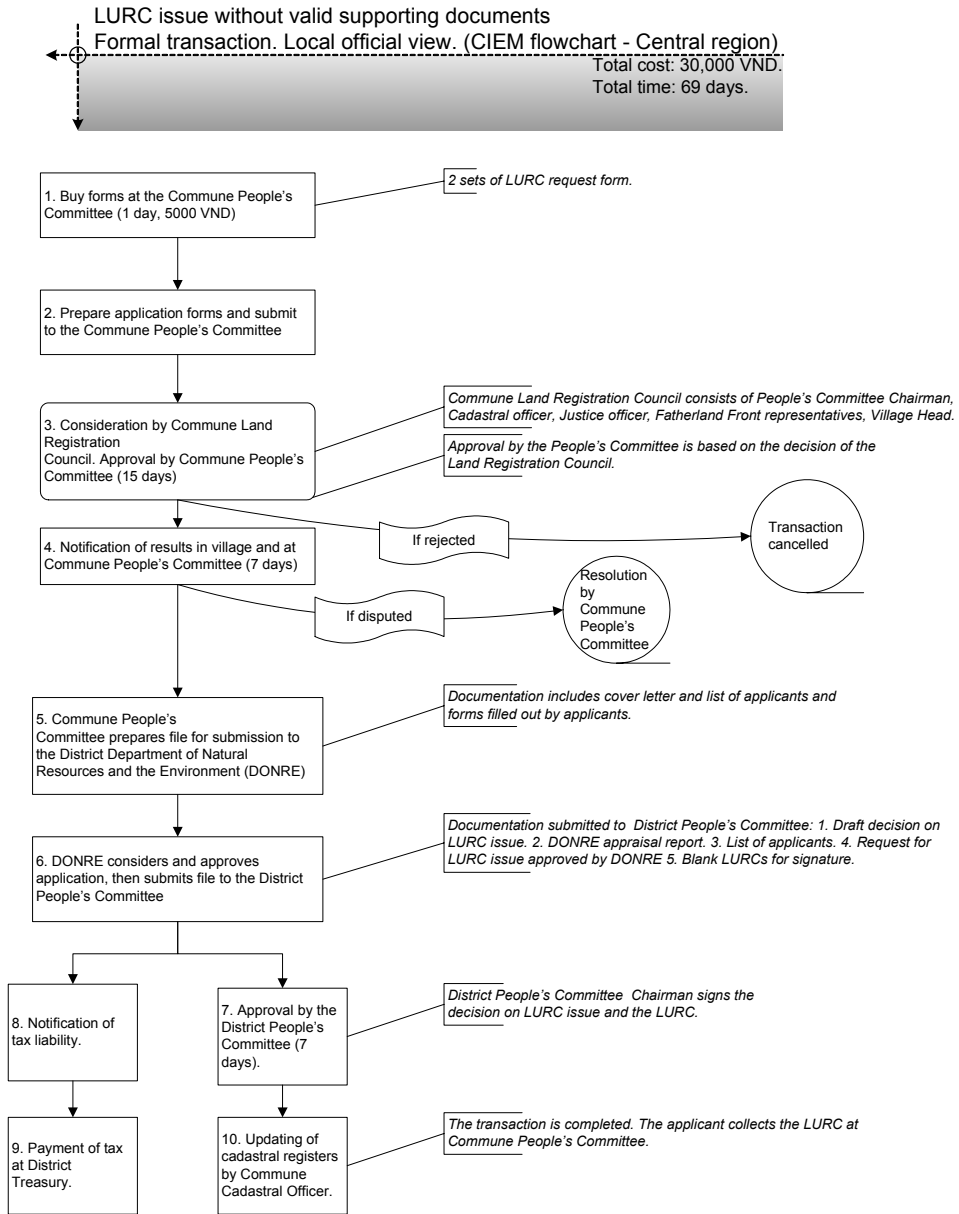 LURC issue without valid supporting documents
Formal transaction. Local official view. (CIEM flowchart - Central region)
Total cost: 30,000 VND.
Total time: 69 days.
1. Buy forms at the Commune People's
Committee (1 day, 5000 VND)
2 sets of LURC request form.
2. Prepare application forms and submit
to the Commune People's Committee
3. Consideration by Commune Land
Registration
Council. Approval by Commune People's
Committee (15 days)
Commune Land Registration Council consists of People's Committee Chairman,
Cadastral officer, Justice officer, Fatherland Front representatives, Village Head.
Approval by the People's Committee is based on the decision of the
Land Registration Council.
If rejected
Transaction
cancelled
4. Notification of results in village and at
Commune People's Committee (7 days)
If disputed
Resolution
by
Commune
People's
Committee
5. Commune People's
Committee prepares file for submission to
the District Department of Natural
Resources and the Environment (DONRE)
Documentation includes cover letter and list of applicants and
forms filled out by applicants.
6. DONRE considers and approves
application, then submits file to the District
People's Committee
Documentation submitted to District People's Committee: 1. Draft decision on
LURC issue. 2. DONRE appraisal report. 3. List of applicants. 4. Request for
LURC issue approved by DONRE 5. Blank LURCs for signature.
8. Notification of
tax liability.
7. Approval by the
District People's
Committee (7
days).
District People's Committee Chairman signs the
decision on LURC issue and the LURC.
9. Payment of tax
at District
Treasury.
10. Updating of
cadastral registers
by Commune
Cadastral Officer.
The transaction is completed. The applicant collects the LURC at
Commune People's Committee.